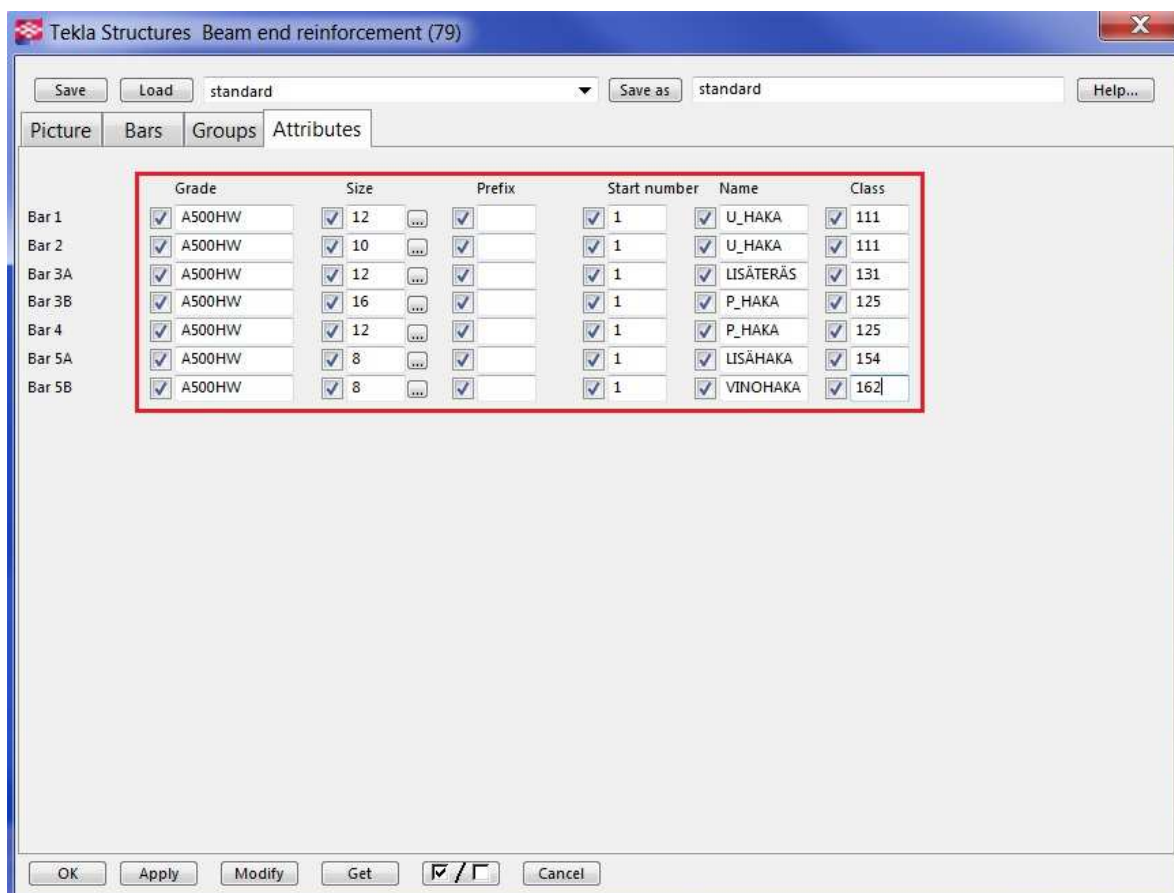 Tekla Structures Beam end reinforcement (79)
X
Save Load standard Save as standard Help...
Picture Bars Groups Attributes
Grade Size Prefix Start number Name Class
Bar 1 A500HW 12 ... 1 U_HAKA 111
Bar 2 A500HW 10 ... 1 U_HAKA 111
Bar 3A A500HW 12 ... 1 LISÄTERÄS 131
Bar 3B A500HW 16 ... 1 P_HAKA 125
Bar 4 A500HW 12 ... 1 P_HAKA 125
Bar 5A A500HW 8 ... 1 LISÄHAKA 154
Bar 5B A500HW 8 ... 1 VINOHAKA 162
OK Apply Modify Get / Cancel